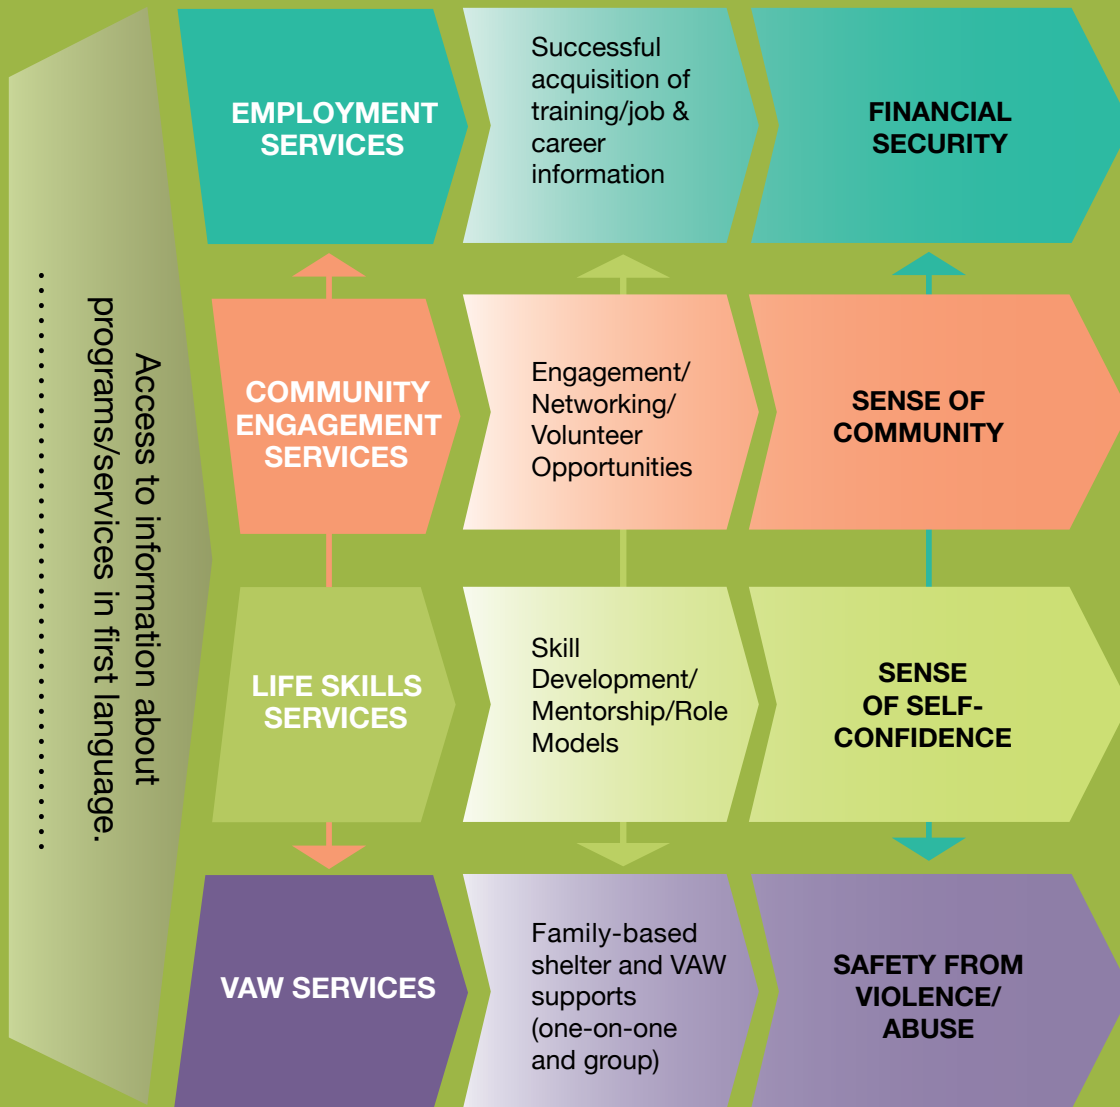 Access to information about
programs/services in first language.
EMPLOYMENT
SERVICES
Successful
acquisition of
training/job &
career
information
FINANCIAL
SECURITY
COMMUNITY
ENGAGEMENT
SERVICES
Engagement/
Networking/
Volunteer
Opportunities
SENSE OF
COMMUNITY
LIFE SKILLS
SERVICES
Skill
Development/
Mentorship/Role
Models
SENSE
OF SELF-
CONFIDENCE
VAW SERVICES
Family-based
shelter and VAW
supports
(one-on-one
and group)
SAFETY FROM
VIOLENCE/
ABUSE